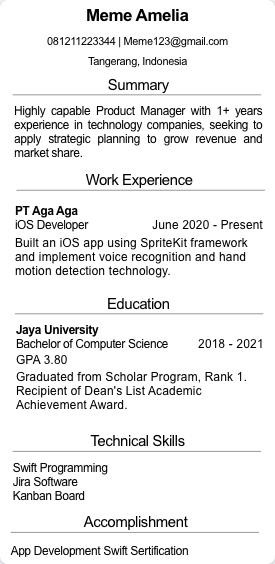 Meme Amelia
081211223344 | Meme123@gmail.com
Tangerang, Indonesia
Summary
Highly capable Product Manager with 1+ years
experience in technology companies, seeking to
apply strategic planning to grow revenue and
market share.
Work Experience
PT Aga Aga
iOS Developer June 2020 - Present
Built an iOS app using SpriteKit framework
and implement voice recognition and hand
motion detection technology.
Education
Jaya University
Bachelor of Computer Science 2018 - 2021
GPA 3.80
Graduated from Scholar Program, Rank 1.
Recipient of Dean's List Academic
Achievement Award.
Technical Skills
Swift Programming
Jira Software
Kanban Board
Accomplishment
App Development Swift Sertification